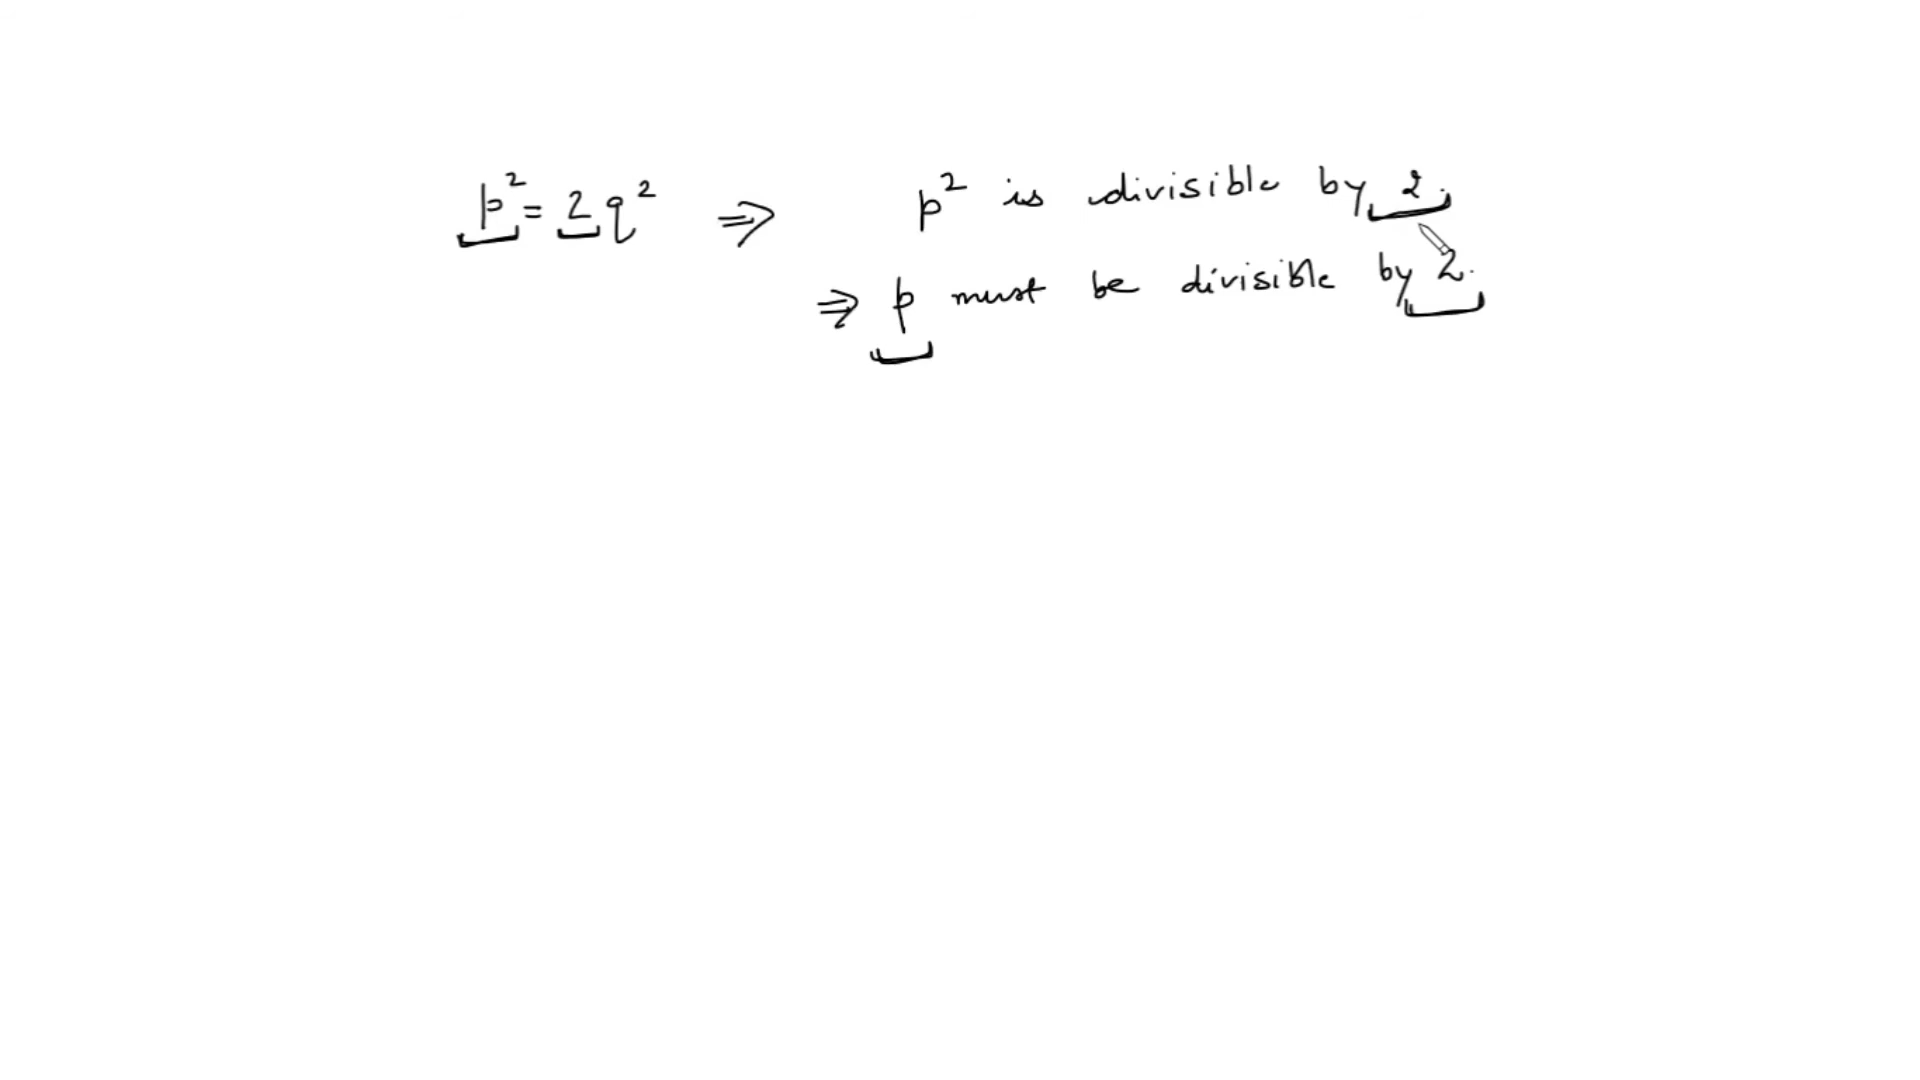 p² = 2q² ⇒ p² is divisible by 2.
⇒ p must be divisible by 2.